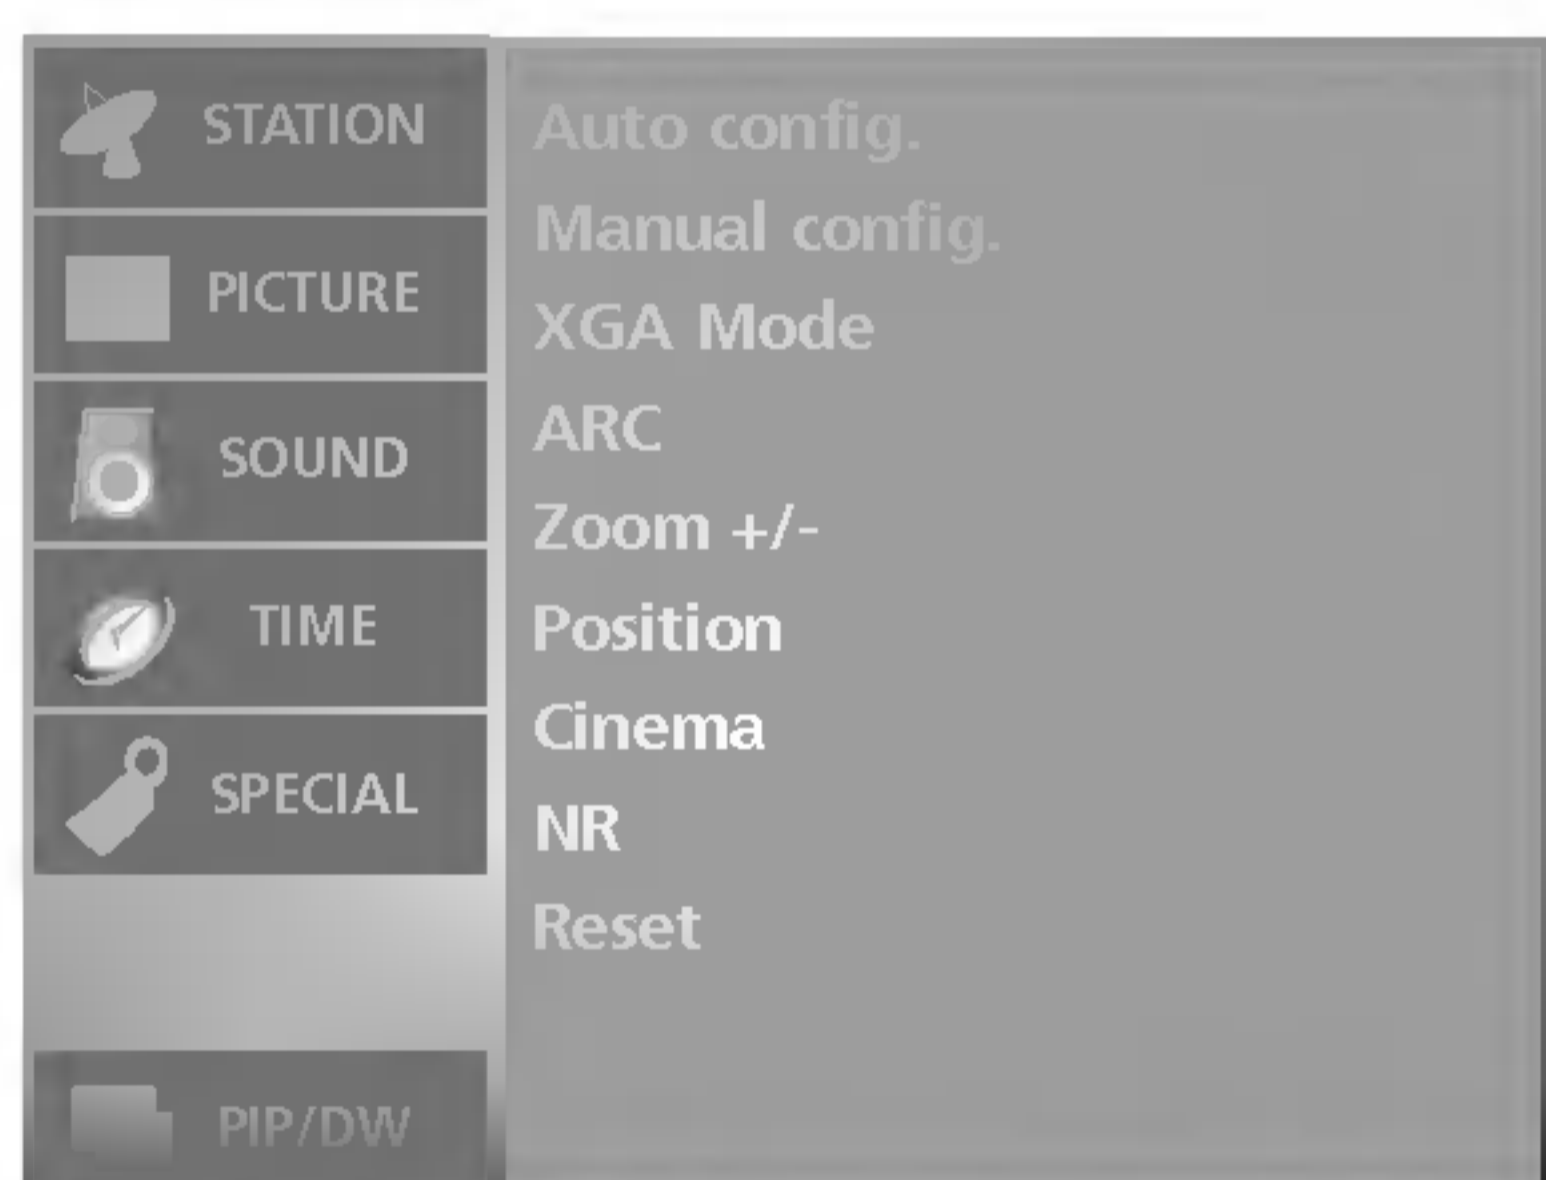 STATION
PICTURE
SOUND
TIME
SPECIAL
PIP/DW
Auto config.
Manual config.
XGA Mode
ARC
Zoom +/-
Position
Cinema
NR
Reset